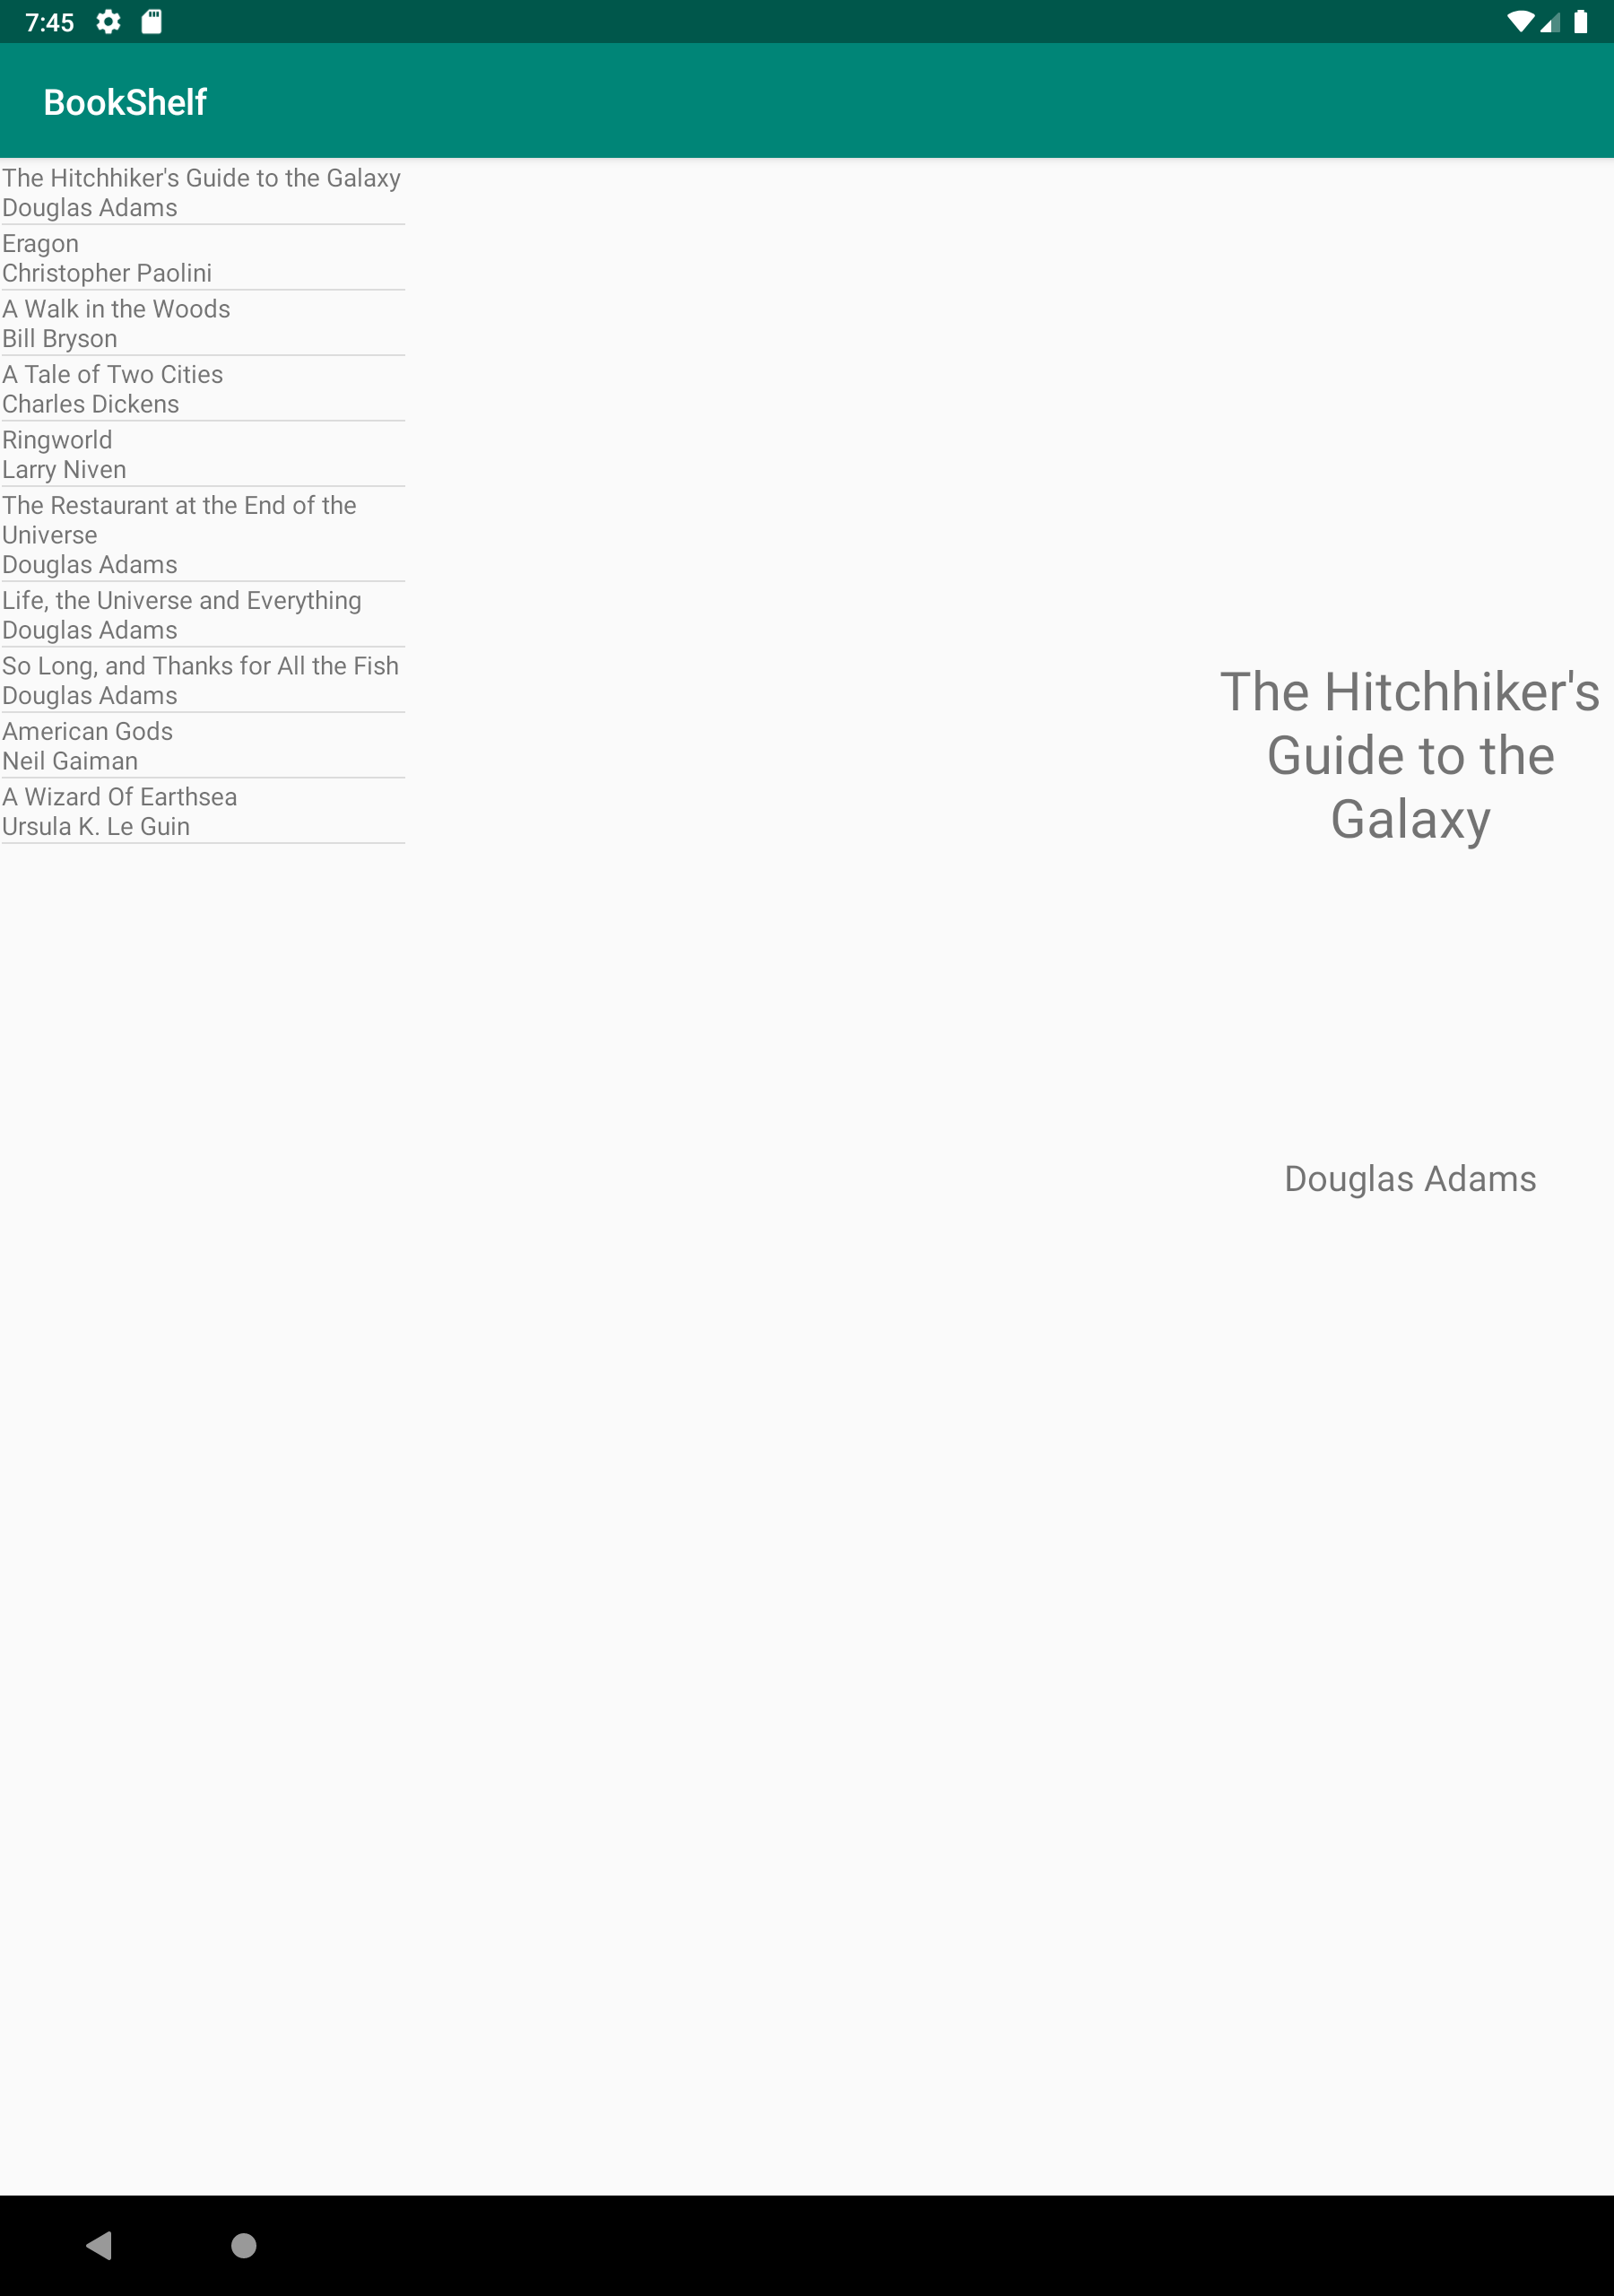 7:45
BookShelf
The Hitchhiker's Guide to the Galaxy
Douglas Adams
Eragon
Christopher Paolini
A Walk in the Woods
Bill Bryson
A Tale of Two Cities
Charles Dickens
Ringworld
Larry Niven
The Restaurant at the End of the
Universe
Douglas Adams
Life, the Universe and Everything
Douglas Adams
So Long, and Thanks for All the Fish
Douglas Adams
American Gods
Neil Gaiman
A Wizard Of Earthsea
Ursula K. Le Guin
The Hitchhiker's
Guide to the
Galaxy
Douglas Adams